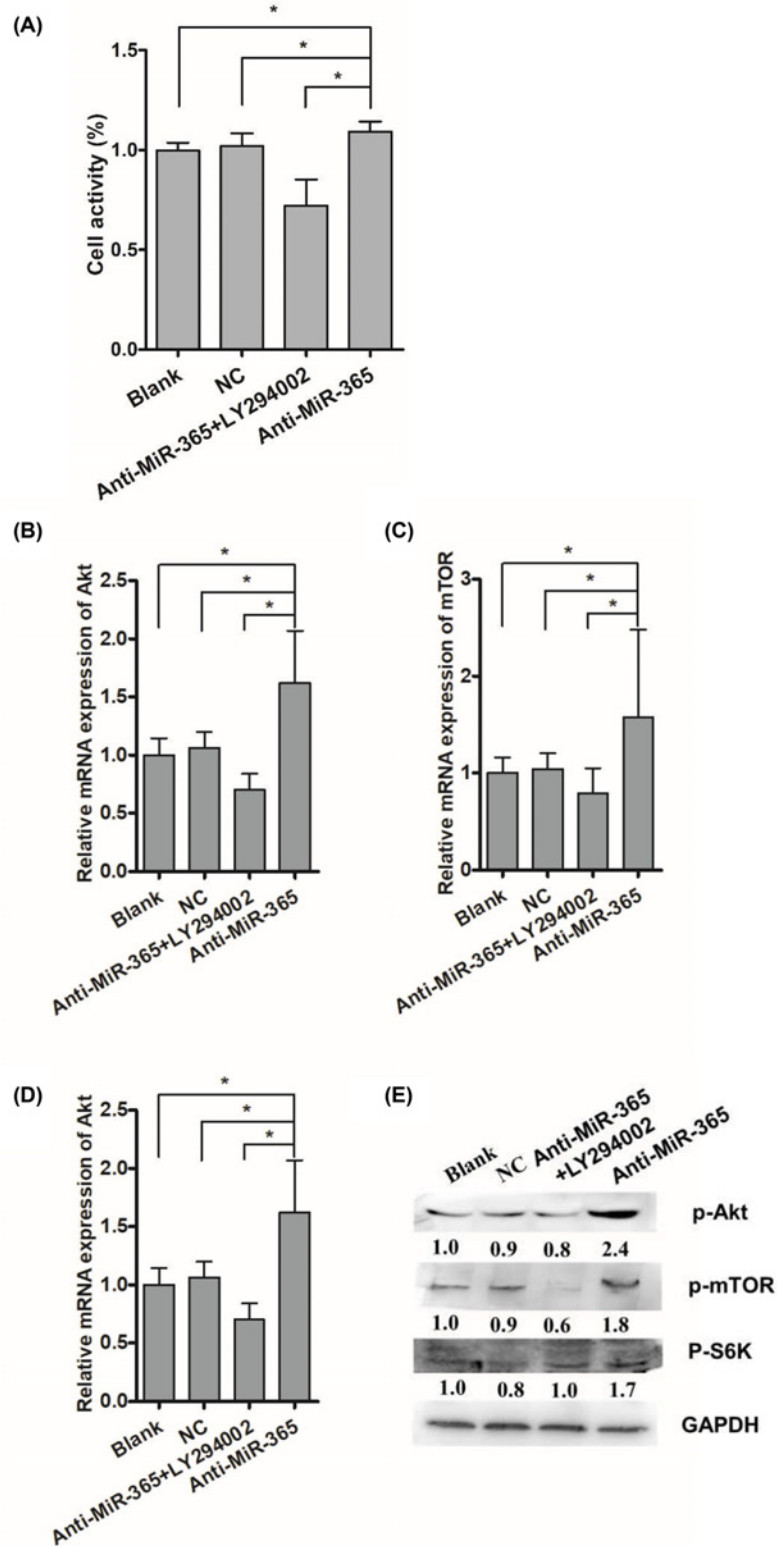 (A)
*
*
*
Cell activity (%)
1.5
1.0
0.5
0.0
Blank
NC
Anti-MiR-365+LY294002
Anti-MiR-365
(B)
*
*
*
Relative mRNA expression of Akt
2.5
2.0
1.5
1.0
0.5
0.0
Blank
NC
Anti-MiR-365+LY294002
Anti-MiR-365
(C)
*
*
*
Relative mRNA expression of mTOR
3
2
1
0
Blank
NC
Anti-MiR-365+LY294002
Anti-MiR-365
(D)
*
*
*
Relative mRNA expression of Akt
2.5
2.0
1.5
1.0
0.5
0.0
Blank
NC
Anti-MiR-365+LY294002
Anti-MiR-365
(E)
Blank
NC
Anti-MiR-365
+LY294002
Anti-MiR-365
p-Akt
1.0 0.9 0.8 2.4
p-mTOR
1.0 0.9 0.6 1.8
P-S6K
1.0 0.8 1.0 1.7
GAPDH